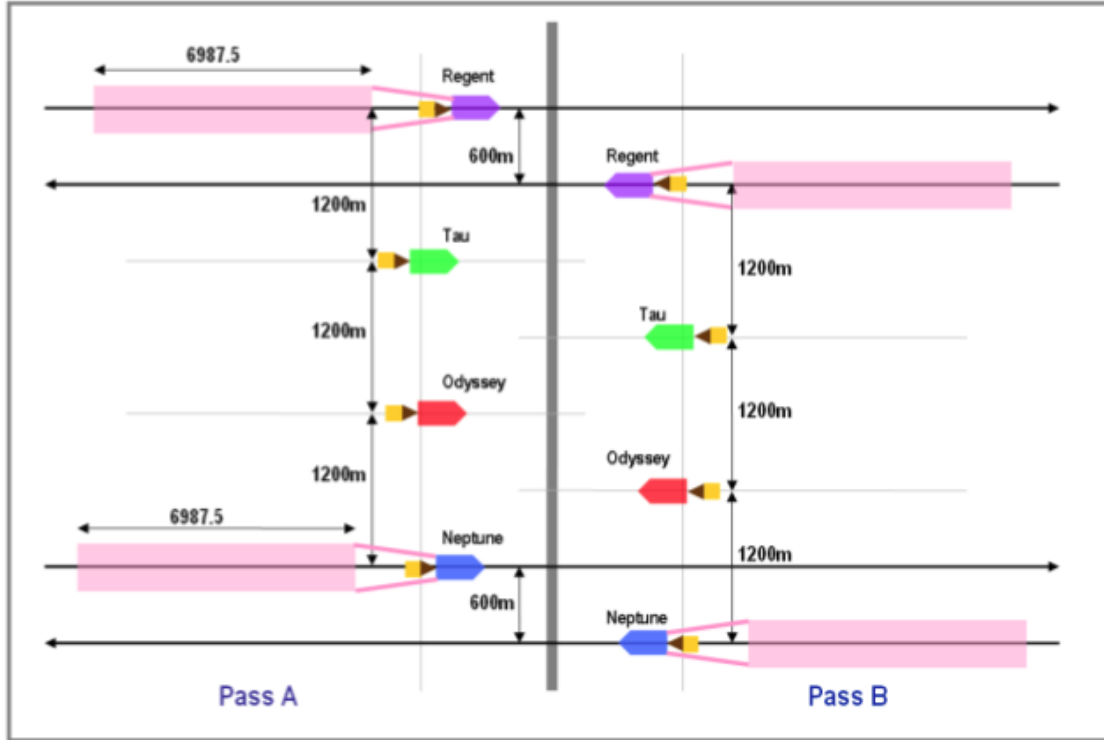 6987.5
Regent
600m
Regent
1200m
Tau
1200m
Tau
1200m
Odyssey
1200m
Odyssey
1200m
6987.5
Neptune
1200m
600m
Neptune
Pass A
Pass B